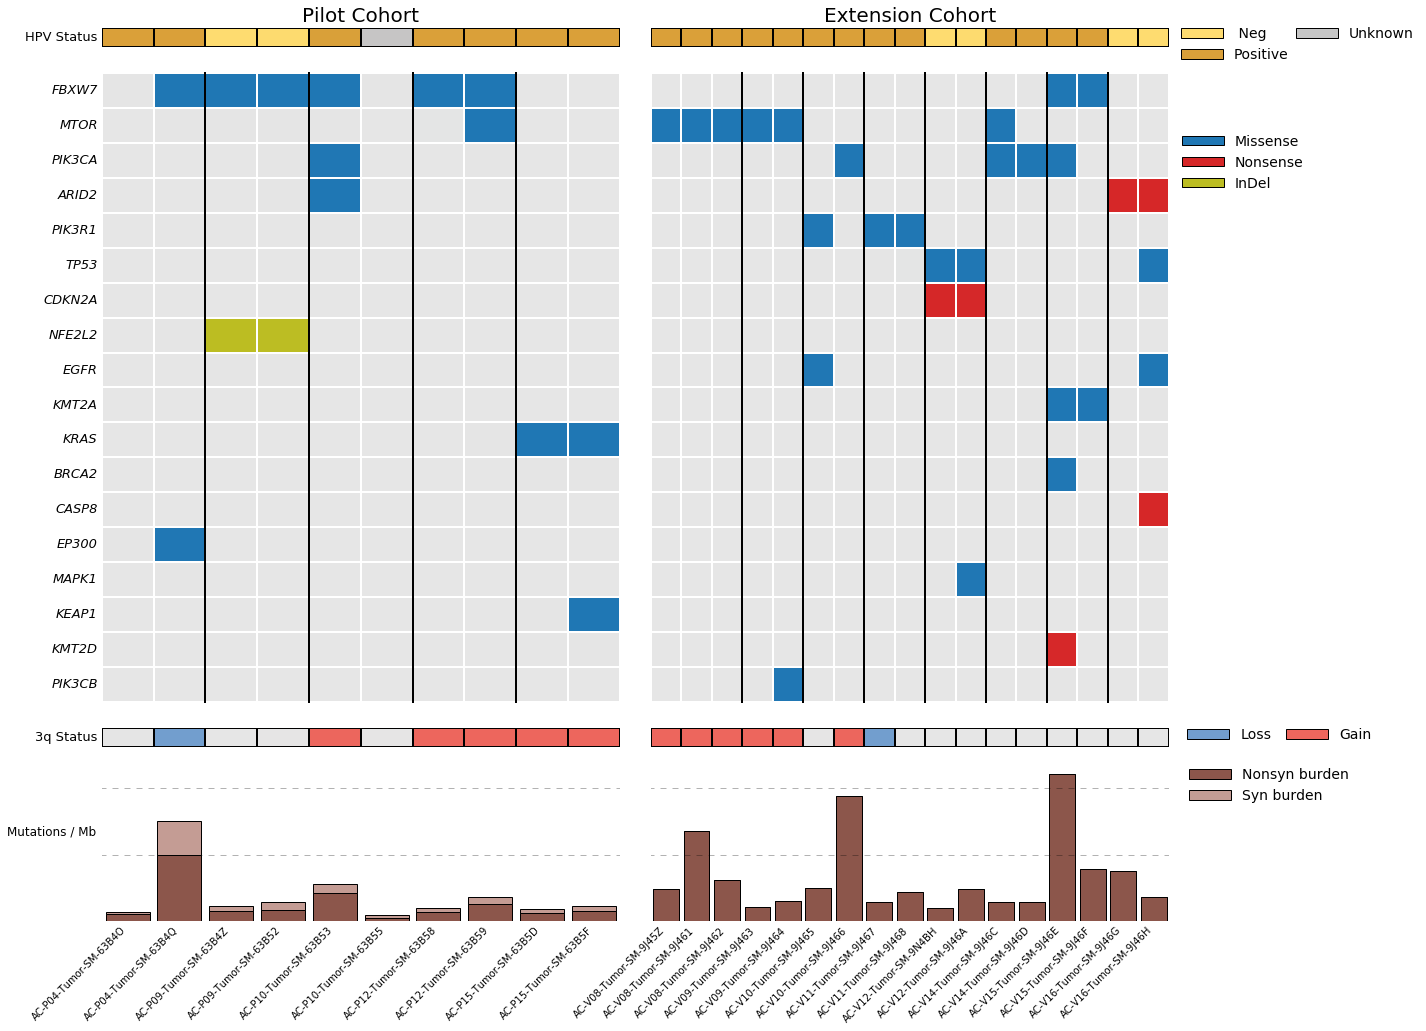 Pilot Cohort
Extension Cohort
HPV Status
Neg
Unknown
Positive
FBXW7
MTOR
Missense
PIK3CA
Nonsense
InDel
ARID2
PIK3R1
TP53
CDKN2A
NFE2L2
EGFR
KMT2A
KRAS
BRCA2
CASP8
EP300
MAPK1
KEAP1
KMT2D
PIK3CB
3q Status
Loss
Gain
Nonsyn burden
Syn burden
Mutations / Mb
AC-P04-Tumor-SM-63B4O
AC-P04-Tumor-SM-63B4Q
AC-P09-Tumor-SM-63B4Z
AC-P09-Tumor-SM-63B52
AC-P10-Tumor-SM-63B53
AC-P10-Tumor-SM-63B55
AC-P12-Tumor-SM-63B58
AC-P12-Tumor-SM-63B59
AC-P15-Tumor-SM-63B5D
AC-P15-Tumor-SM-63B5F
AC-V08-Tumor-SM-9J45Z
AC-V08-Tumor-SM-9J461
AC-V08-Tumor-SM-9J462
AC-V09-Tumor-SM-9J463
AC-V09-Tumor-SM-9J464
AC-V10-Tumor-SM-9J465
AC-V10-Tumor-SM-9J466
AC-V11-Tumor-SM-9J467
AC-V11-Tumor-SM-9J468
AC-V12-Tumor-SM-9N4BH
AC-V12-Tumor-SM-9J46A
AC-V14-Tumor-SM-9J46C
AC-V14-Tumor-SM-9J46D
AC-V15-Tumor-SM-9J46E
AC-V15-Tumor-SM-9J46F
AC-V16-Tumor-SM-9J46G
AC-V16-Tumor-SM-9J46H